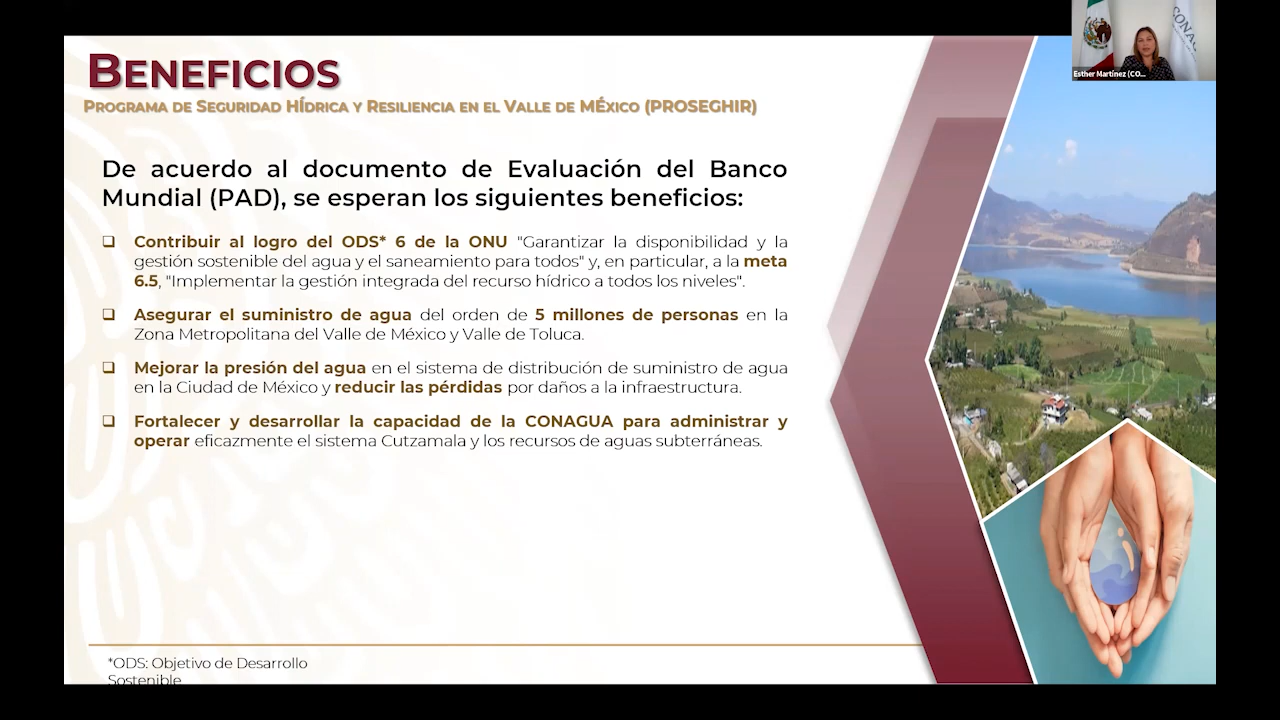 BENEFICIOS
PROGRAMA DE SEGURIDAD HÍDRICA Y RESILIENCIA EN EL VALLE DE MÉXICO (PROSEGHIR)
De acuerdo al documento de Evaluación del Banco
Mundial (PAD), se esperan los siguientes beneficios:
❑ Contribuir al logro del ODS* 6 de la ONU "Garantizar la disponibilidad y la
gestión sostenible del agua y el saneamiento para todos" y, en particular, a la meta
6.5, "Implementar la gestión integrada del recurso hídrico a todos los niveles".
❑ Asegurar el suministro de agua del orden de 5 millones de personas en la
Zona Metropolitana del Valle de México y Valle de Toluca.
❑ Mejorar la presión del agua en el sistema de distribución de suministro de agua
en la Ciudad de México y reducir las pérdidas por daños a la infraestructura.
❑ Fortalecer y desarrollar la capacidad de la CONAGUA para administrar y
operar eficazmente el sistema Cutzamala y los recursos de aguas subterráneas.
*ODS: Objetivo de Desarrollo
Sostenible
CONAG
Esther Martínez (CO...